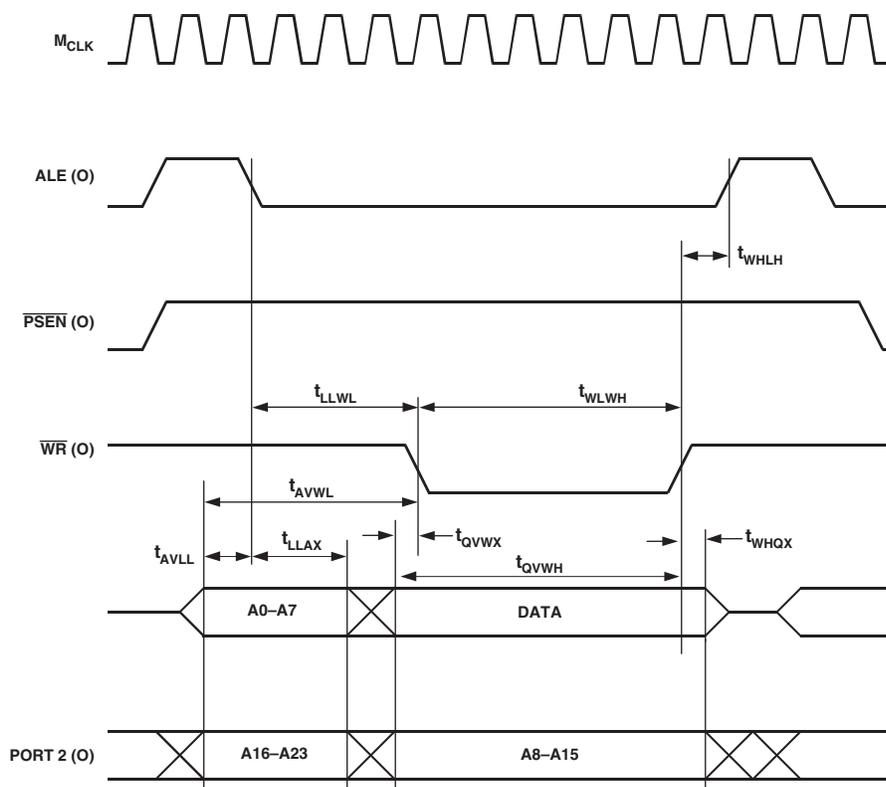 MCLK
ALE (O)
tWHLH
PSEN (O)
tLLWL
tWLWH
WR (O)
tAVWL
tAVLL
tLLAX
tQVWX
tWHQX
tQVWH
A0–A7
DATA
PORT 2 (O)
A16–A23
A8–A15